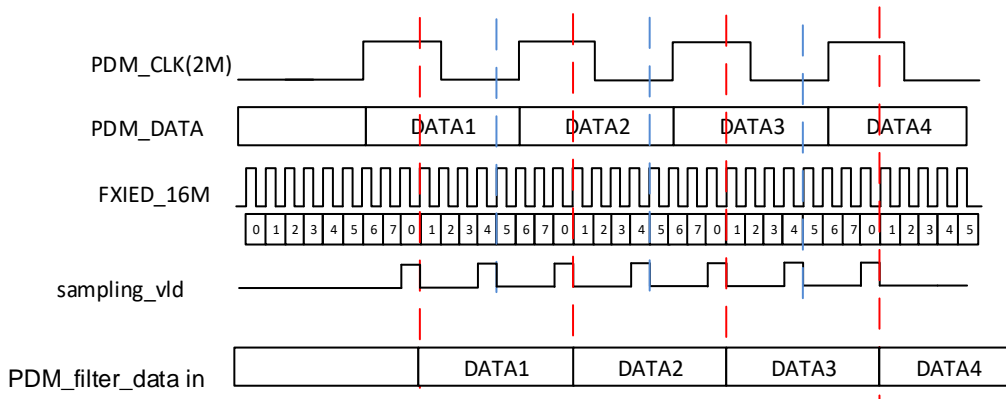 PDM_CLK(2M)
PDM_DATA DATA1 DATA2 DATA3 DATA4
FXIED_16M
0 1 2 3 4 5 6 7 0 1 2 3 4 5 6 7 0 1 2 3 4 5 6 7 0 1 2 3 4 5 6 7 0 1 2 3 4 5
sampling_vld
PDM_filter_data in DATA1 DATA2 DATA3 DATA4